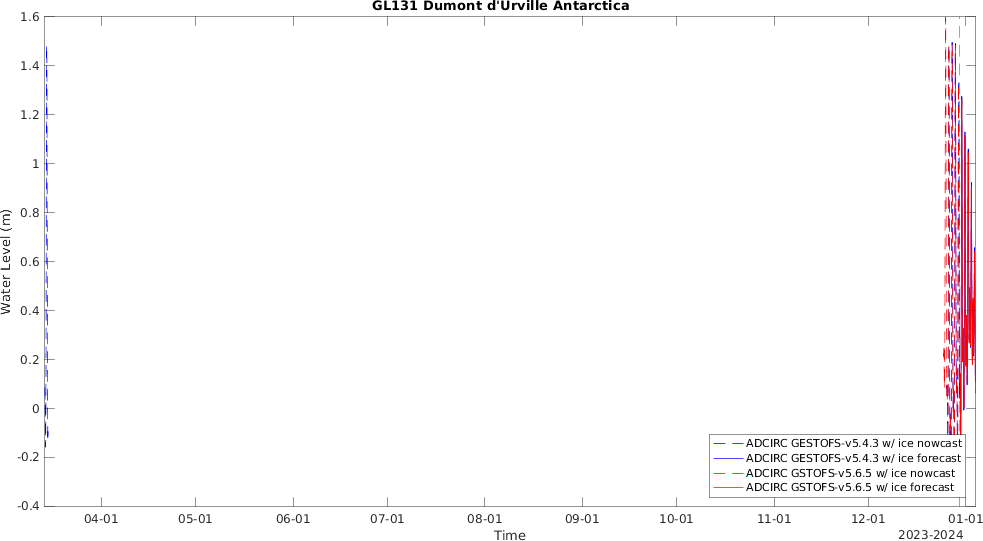 GL131 Dumont d'Urville Antarctica
Water Level (m)
1.6
1.4
1.2
1
0.8
0.6
0.4
0.2
0
-0.2
-0.4
ADCIRC GESTOFS-v5.4.3 w/ ice nowcast
ADCIRC GESTOFS-v5.4.3 w/ ice forecast
ADCIRC GSTOFS-v5.6.5 w/ ice nowcast
ADCIRC GSTOFS-v5.6.5 w/ ice forecast
04-01 05-01 06-01 07-01 08-01 09-01 10-01 11-01 12-01 01-01
Time
2023-2024